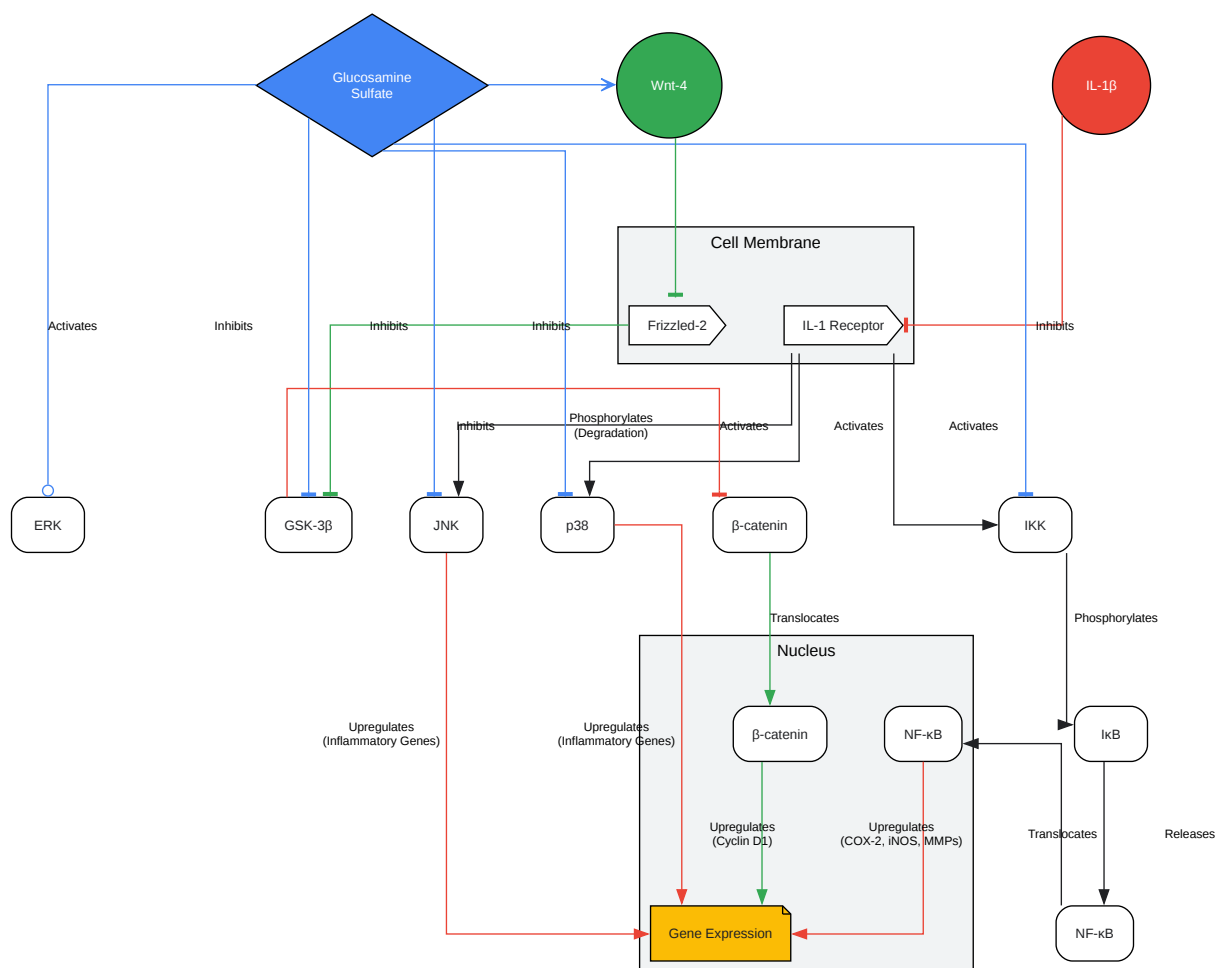 Glucosamine
Sulfate
Wnt-4
IL-1β
Cell Membrane
Frizzled-2
IL-1 Receptor
Activates
Inhibits
Inhibits
Inhibits
Inhibits
Inhibits
Phosphorylates
(Degradation)
Activates
Activates
Activates
ERK
GSK-3β
JNK
p38
β-catenin
IKK
Translocates
Phosphorylates
Nucleus
Upregulates
(Inflammatory Genes)
Upregulates
(Inflammatory Genes)
β-catenin
NF-κB
IκB
Upregulates
(Cyclin D1)
Upregulates
(COX-2, iNOS, MMPs)
Translocates
Releases
Gene Expression
NF-κB